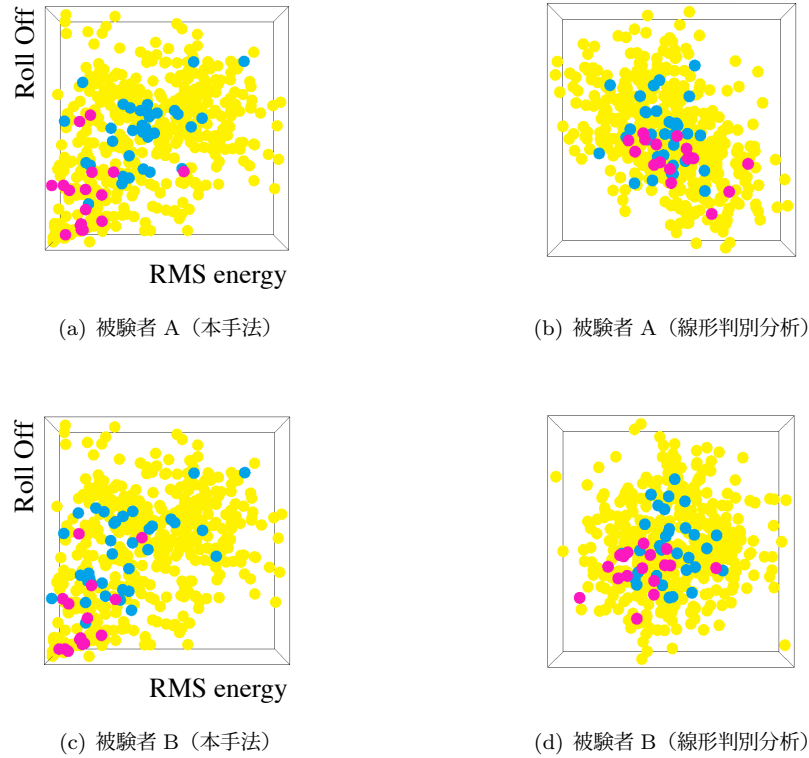 Roll Off
RMS energy
(a) 被験者 A（本手法）
(b) 被験者 A（線形判別分析）
Roll Off
RMS energy
(c) 被験者 B（本手法）
(d) 被験者 B（線形判別分析）